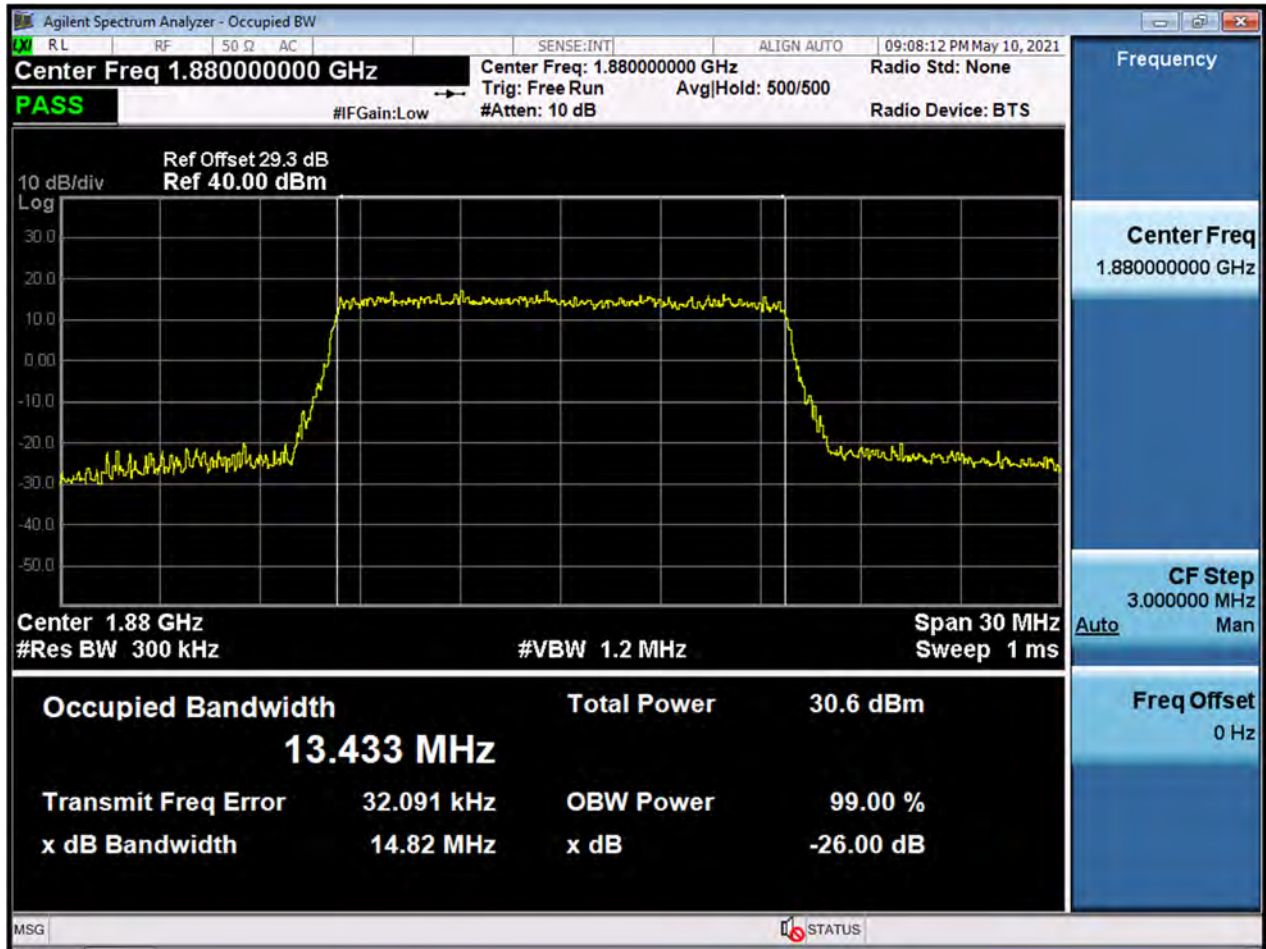 Agilent Spectrum Analyzer - Occupied BW
LXI RL RF 50 Ω AC SENSE:INT ALIGN AUTO 09:08:12 PM May 10, 2021
Center Freq 1.880000000 GHz
Center Freq: 1.880000000 GHz Radio Std: None
Trig: Free Run Avg|Hold: 500/500
PASS
#IFGain:Low #Atten: 10 dB Radio Device: BTS
Ref Offset 29.3 dB
10 dB/div Ref 40.00 dBm
Log
30.0
20.0
10.0
0.00
-10.0
-20.0
-30.0
-40.0
-50.0
Center 1.88 GHz Span 30 MHz
#Res BW 300 kHz #VBW 1.2 MHz Sweep 1 ms
Occupied Bandwidth Total Power 30.6 dBm
13.433 MHz
Transmit Freq Error 32.091 kHz OBW Power 99.00 %
x dB Bandwidth 14.82 MHz x dB -26.00 dB
MSG STATUS
Frequency
Center Freq
1.880000000 GHz
CF Step
3.000000 MHz
Auto Man
Freq Offset
0 Hz